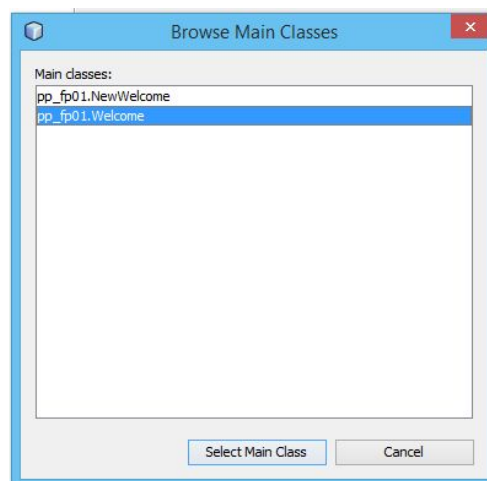 Browse Main Classes
Main classes:
pp_fp01.NewWelcome
pp_fp01.Welcome
Select Main Class Cancel